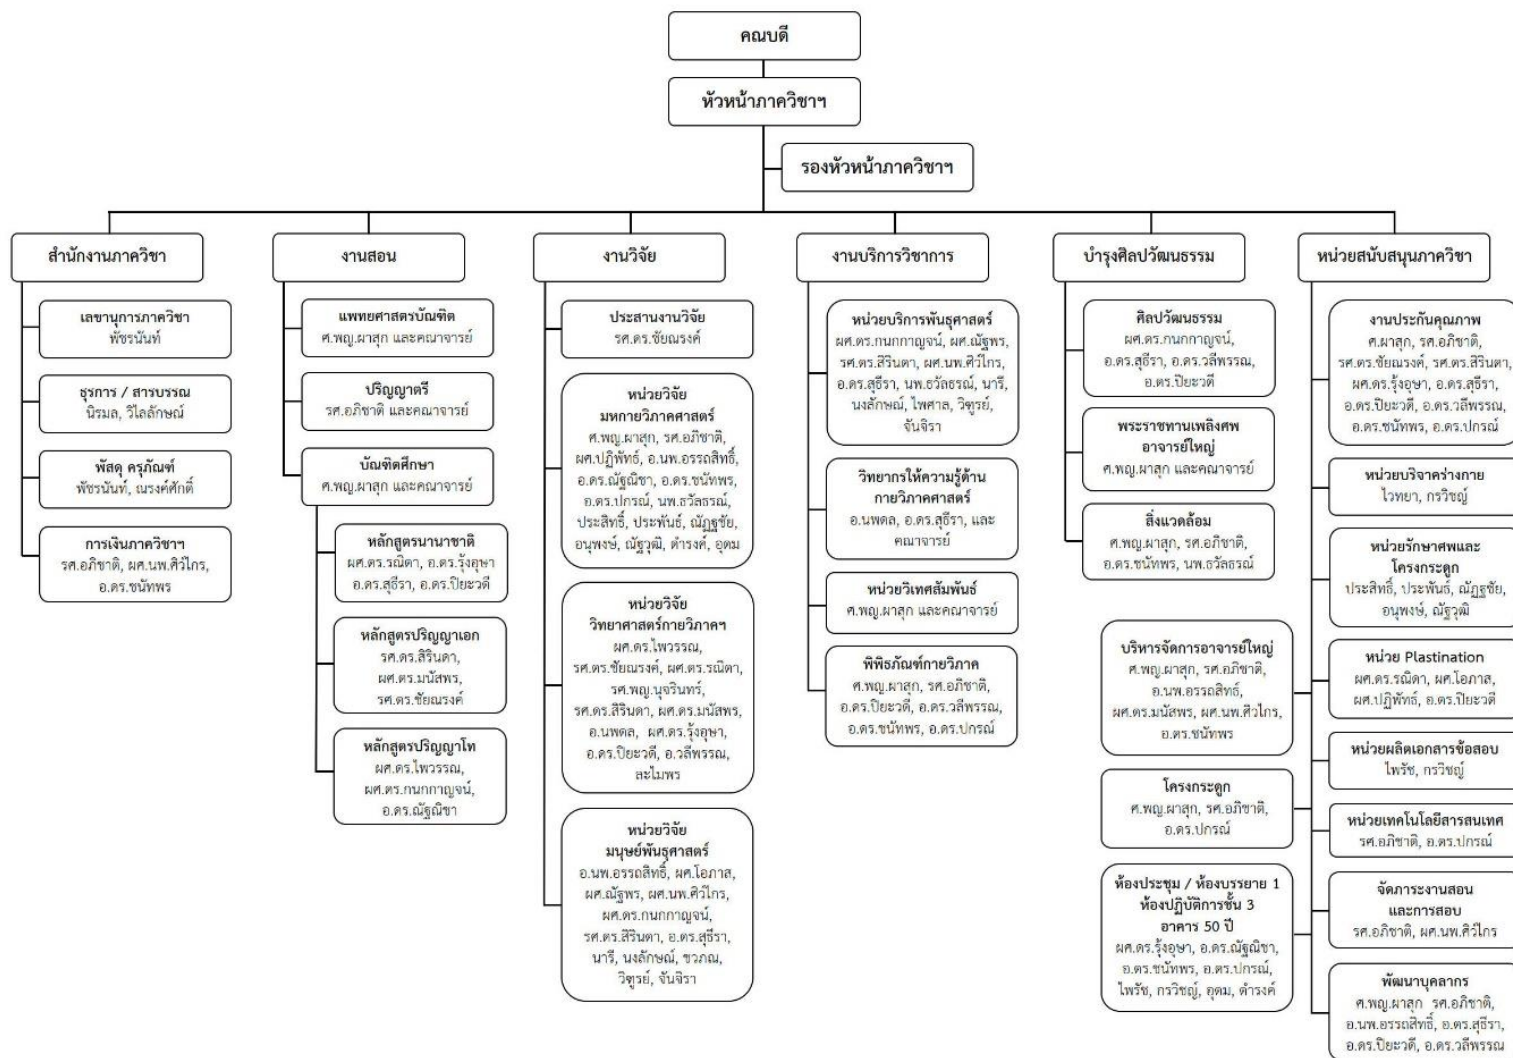 คณบดี
หัวหน้าภาควิชาฯ
รองหัวหน้าภาควิชาฯ
สำนักงานภาควิชา
เลขานุการภาควิชา
พัชรนันท์
ธุรการ / สารบรรณ
นิรมล, วิไลลักษณ์
พัสดุ ครุภัณฑ์
พัชรนันท์, ณรงค์ศักดิ์
การเงินภาควิชาฯ
รศ.อภิชาติ, ผศ.นพ.ศิวํไกร,
อ.ดร.ชนัทพร
งานสอน
แพทยศาสตรบัณฑิต
ศ.พญ.ผาสุก และคณาจารย์
ปริญญาตรี
รศ.อภิชาติ และคณาจารย์
บัณฑิตศึกษา
ศ.พญ.ผาสุก และคณาจารย์
หลักสูตรนานาชาติ
ผศ.ดร.รณิดา, อ.ดร.รุ้งอุษา
อ.ดร.สุธีรา, อ.ดร.ปิยะวดี
หลักสูตรปริญญาเอก
รศ.ดร.สิรินดา,
ผศ.ดร.มนัสพร,
รศ.ดร.ชัยณรงค์
หลักสูตรปริญญาโท
ผศ.ดร.ไพวรรณ,
ผศ.ดร.กนกกาญจน์,
อ.ดร.ณัฐณิชา
งานวิจัย
ประสานงานวิจัย
รศ.ดร.ชัยณรงค์
หน่วยวิจัย
มหกายวิภาคศาสตร์
ศ.พญ.ผาสุก, รศ.อภิชาติ,
ผศ.ปฏิพัทธ์, อ.นพ.อรรถสิทธิ์,
อ.ดร.ณัฐณิชา, อ.ดร.ชนัทพร,
อ.ดร.ปกรณ์, นพ.ธวัลธรณ์,
ประสิทธิ์, ประพันธ์, ณัฏฐชัย,
อนุพงษ์, ณัฐวุฒิ, ดำรงค์, อุดม
หน่วยวิจัย
วิทยาศาสตร์กายวิภาคฯ
ผศ.ดร.ไพวรรณ,
รศ.ดร.ชัยณรงค์, ผศ.ดร.รณิดา,
รศ.พญ.นุจรินทร์,
รศ.ดร.สิรินดา, ผศ.ดร.มนัสพร,
อ.นพดล, ผศ.ดร.รุ้งอุษา,
อ.ดร.ปิยะวดี, อ.วลีพรรณ,
ละไมพร
หน่วยวิจัย
มนุษย์พันธุศาสตร์
อ.นพ.อรรถสิทธิ์, ผศ.โอภาส,
ผศ.ณัฐพร, ผศ.นพ.ศิวํไกร,
ผศ.ดร.กนกกาญจน์,
รศ.ดร.สิรินดา, อ.ดร.สุธีรา,
นารี, นงลักษณ์, ชวภณ,
วิฑูรย์, จันจิรา
งานบริการวิชาการ
หน่วยบริการพันธุศาสตร์
ผศ.ดร.กนกกาญจน์, ผศ.ณัฐพร,
รศ.ดร.สิรินดา, ผศ.นพ.ศิวํไกร,
อ.ดร.สุธีรา, นพ.ธวัลธรณ์, นารี,
นงลักษณ์, ไพศาล, วิฑูรย์,
จันจิรา
วิทยากรให้ความรู้ด้าน
กายวิภาคศาสตร์
อ.นพดล, อ.ดร.สุธีรา, และ
คณาจารย์
หน่วยวิเทศสัมพันธ์
ศ.พญ.ผาสุก และคณาจารย์
พิพิธภัณฑ์กายวิภาค
ศ.พญ.ผาสุก, รศ.อภิชาติ,
อ.ดร.ปิยะวดี, อ.ดร.วลีพรรณ,
อ.ดร.ชนัทพร, อ.ดร.ปกรณ์
บำรุงศิลปวัฒนธรรม
ศิลปวัฒนธรรม
ผศ.ดร.กนกกาญจน์,
อ.ดร.สุธีรา, อ.ดร.วลีพรรณ,
อ.ดร.ปิยะวดี
พระราชทานเพลิงศพ
อาจารย์ใหญ่
ศ.พญ.ผาสุก และคณาจารย์
สิ่งแวดล้อม
ศ.พญ.ผาสุก, รศ.อภิชาติ,
อ.ดร.ชนัทพร, นพ.ธวัลธรณ์
บริหารจัดการอาจารย์ใหญ่
ศ.พญ.ผาสุก, รศ.อภิชาติ,
อ.นพ.อรรถสิทธิ์,
ผศ.ดร.มนัสพร, ผศ.นพ.ศิวํไกร,
อ.ดร.ชนัทพร
โครงกระดูก
ศ.พญ.ผาสุก, รศ.อภิชาติ,
อ.ดร.ปกรณ์
ห้องประชุม / ห้องบรรยาย 1
ห้องปฏิบัติการชั้น 3
อาคาร 50 ปี
ผศ.ดร.รุ้งอุษา, อ.ดร.ณัฐณิชา,
อ.ดร.ชนัทพร, อ.ดร.ปกรณ์,
ไพรัช, กรวิชญ์, อุดม, ดำรงค์
หน่วยสนับสนุนภาควิชา
งานประกันคุณภาพ
ศ.ผาสุก, รศ.อภิชาติ,
รศ.ดร.ชัยณรงค์, รศ.ดร.สิรินดา,
ผศ.ดร.รุ้งอุษา, อ.ดร.สุธีรา,
อ.ดร.ปิยะวดี, อ.ดร.วลีพรรณ,
อ.ดร.ชนัทพร, อ.ดร.ปกรณ์
หน่วยบริจาคร่างกาย
ไวทยา, กรวิชญ์
หน่วยรักษาศพและ
โครงกระดูก
ประสิทธิ์, ประพันธ์, ณัฏฐชัย,
อนุพงษ์, ณัฐวุฒิ
หน่วย Plastination
ผศ.ดร.รณิดา, ผศ.โอภาส,
ผศ.ปฏิพัทธ์, อ.ดร.ปิยะวดี
หน่วยผลิตเอกสารข้อสอบ
ไพรัช, กรวิชญ์
หน่วยเทคโนโลยีสารสนเทศ
รศ.อภิชาติ, อ.ดร.ปกรณ์
จัดภาระงานสอน
และการสอบ
รศ.อภิชาติ, ผศ.นพ.ศิวํไกร
พัฒนาบุคลากร
ศ.พญ.ผาสุก รศ.อภิชาติ,
อ.นพ.อรรถสิทธิ์, อ.ดร.สุธีรา,
อ.ดร.ปิยะวดี, อ.ดร.วลีพรรณ